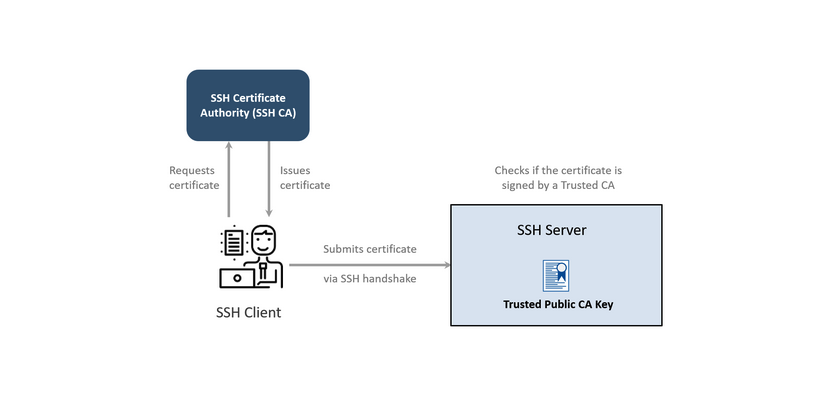 SSH Certificate
Authority (SSH CA)
Requests
certificate
Issues
certificate
Checks if the certificate is
signed by a Trusted CA
SSH Server
Submits certificate
via SSH handshake
Trusted Public CA Key
SSH Client